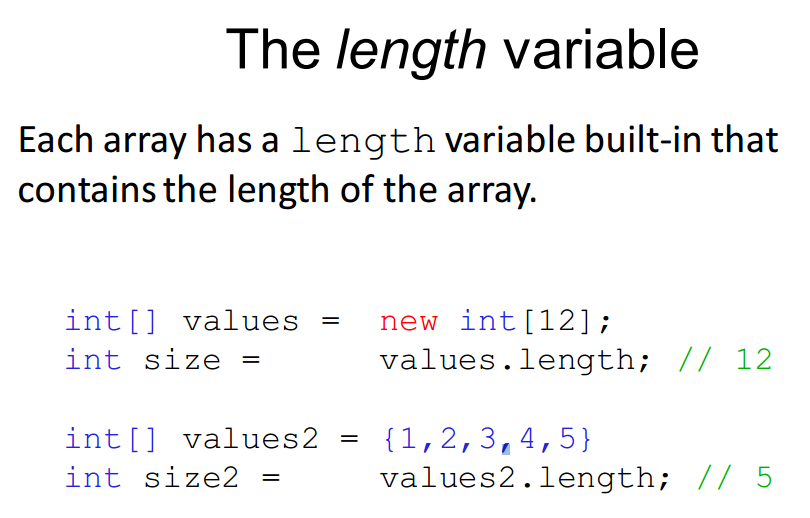 The length variable
Each array has a length variable built-in that
contains the length of the array.
int[] values = new int[12];
int size = values.length; // 12
int[] values2 = {1,2,3,4,5}
int size2 = values2.length; // 5